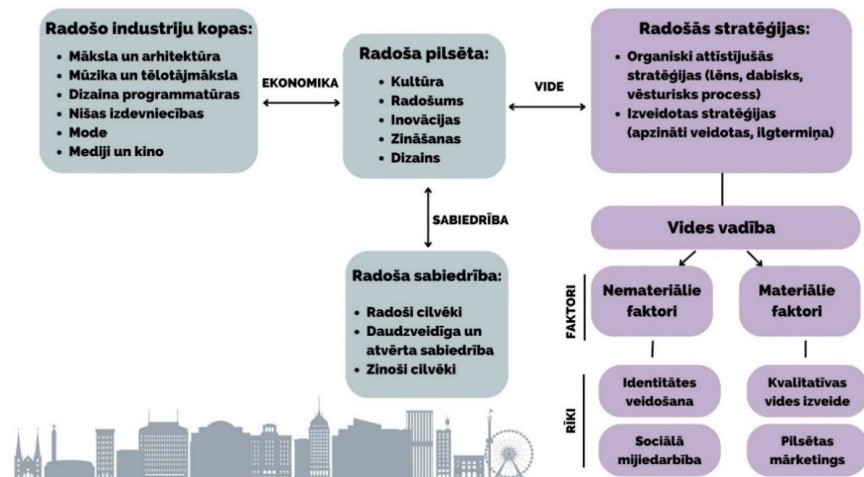 Radošo industriju kopas:
• Māksla un arhitektūra
• Mūzika un tēlotājmāksla
• Dizaina programmatūras
• Nišas izdevniecības
• Mode
• Mediji un kino
EKONOMIKA
Radoša pilsēta:
• Kultūra
• Radošums
• Inovācijas
• Zināšanas
• Dizains
VIDE
Radošās stratēģijas:
• Organiski attīstījušās
stratēģijas (lēns, dabisks,
vēsturisks process)
• Izveidotas stratēģijas
(apzināti veidotas, ilgtermiņa)
SABIEDRĪBA
Radoša sabiedrība:
• Radoši cilvēki
• Daudzveidīga un
atvērta sabiedrība
• Zinoši cilvēki
Vides vadība
FAKTORI
Nemateriālie
faktori
Materiālie
faktori
RĪKI
Identitātes
veidošana
Kvalitatīvas
vides izveide
Sociālā
mijiedarbība
Pilsētas
mārketings